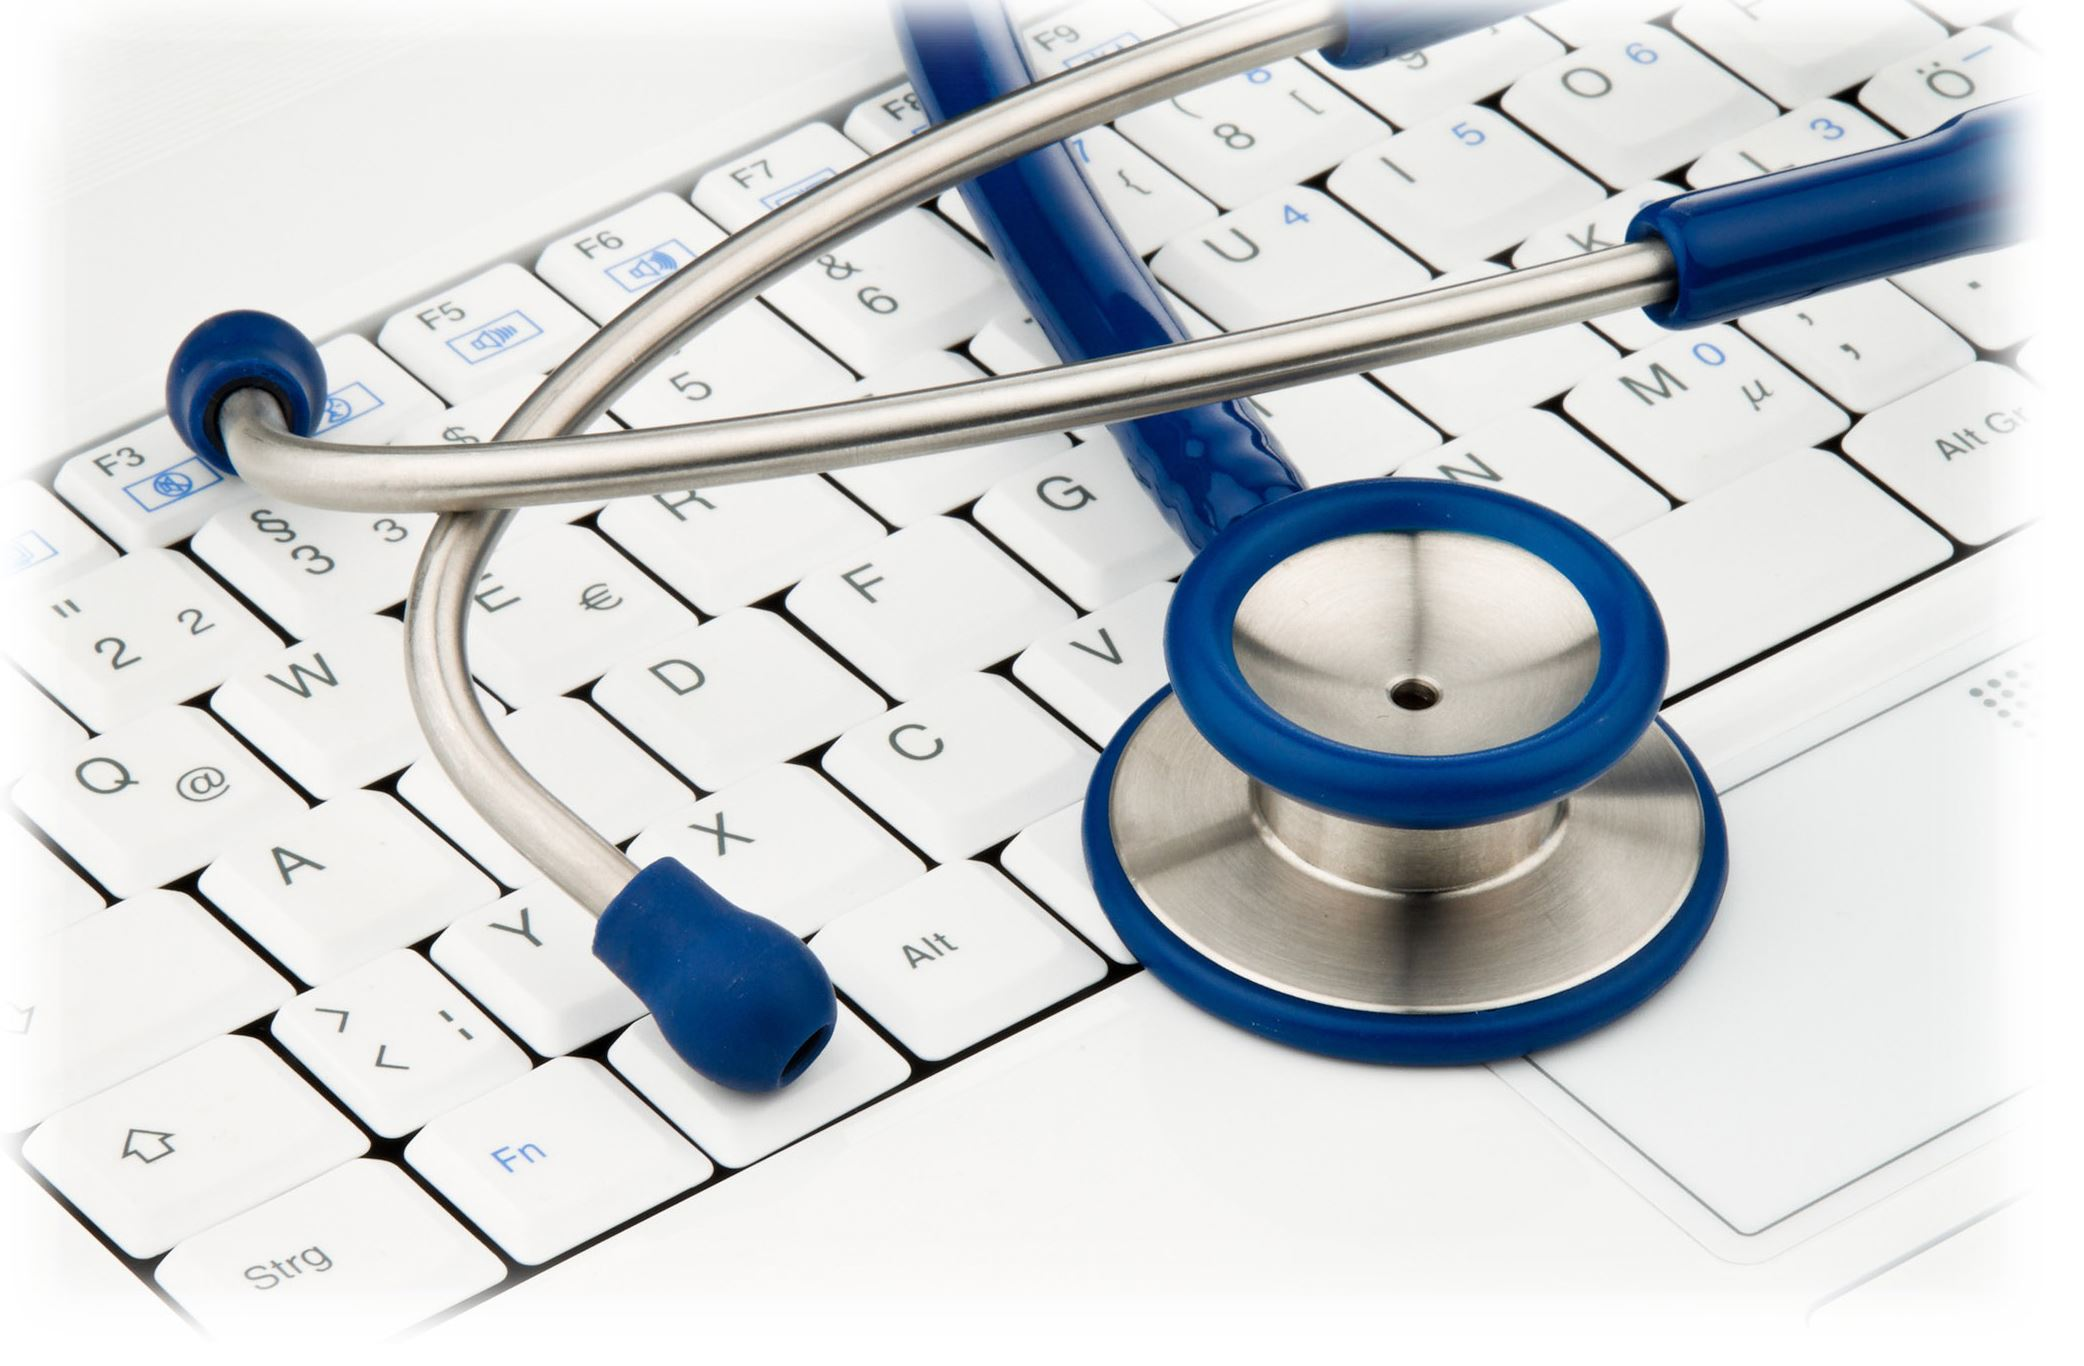 F3 F5 F6 F7 F8 F9
" 2 2
§ 3 3
$
5
& 6
7 {
( 8 [
Q @
W
E €
R
U 4
I 5
O 6
Ö
A
D
F
G
K
L 3
> < ¦
Y
X
C
V
N
M 0 µ
; ,
Strg
Fn
Alt
Alt Gr